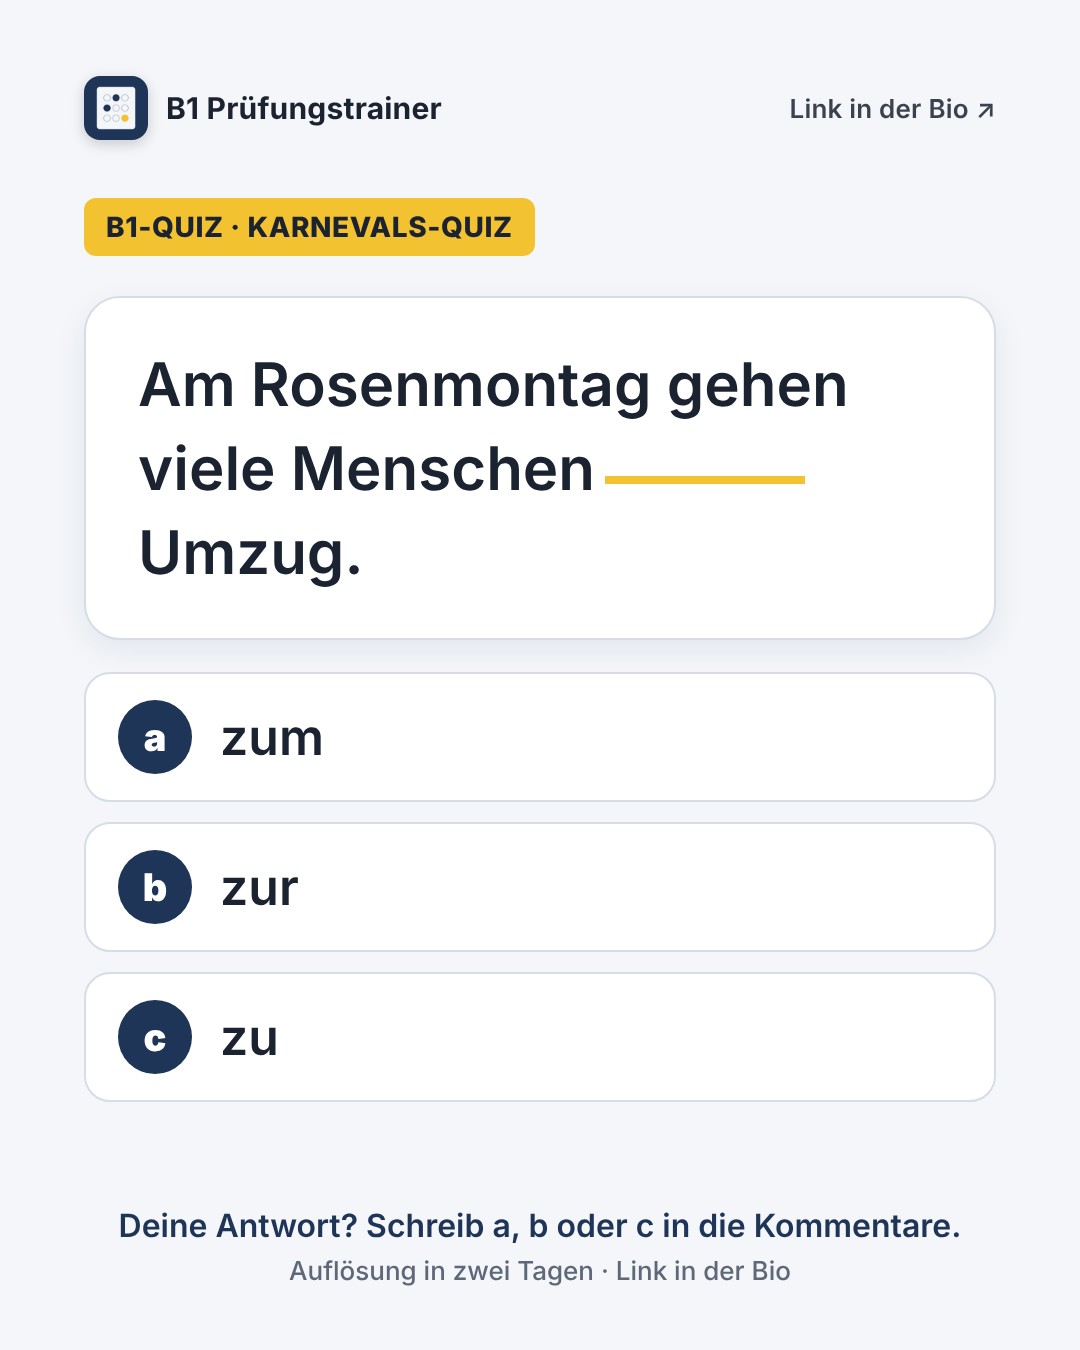 B1 Prüfungstrainer
Link in der Bio ↗
B1-QUIZ · KARNEVALS-QUIZ
Am Rosenmontag gehen
viele Menschen ______
Umzug.
a zum
b zur
c zu
Deine Antwort? Schreib a, b oder c in die Kommentare.
Auflösung in zwei Tagen · Link in der Bio